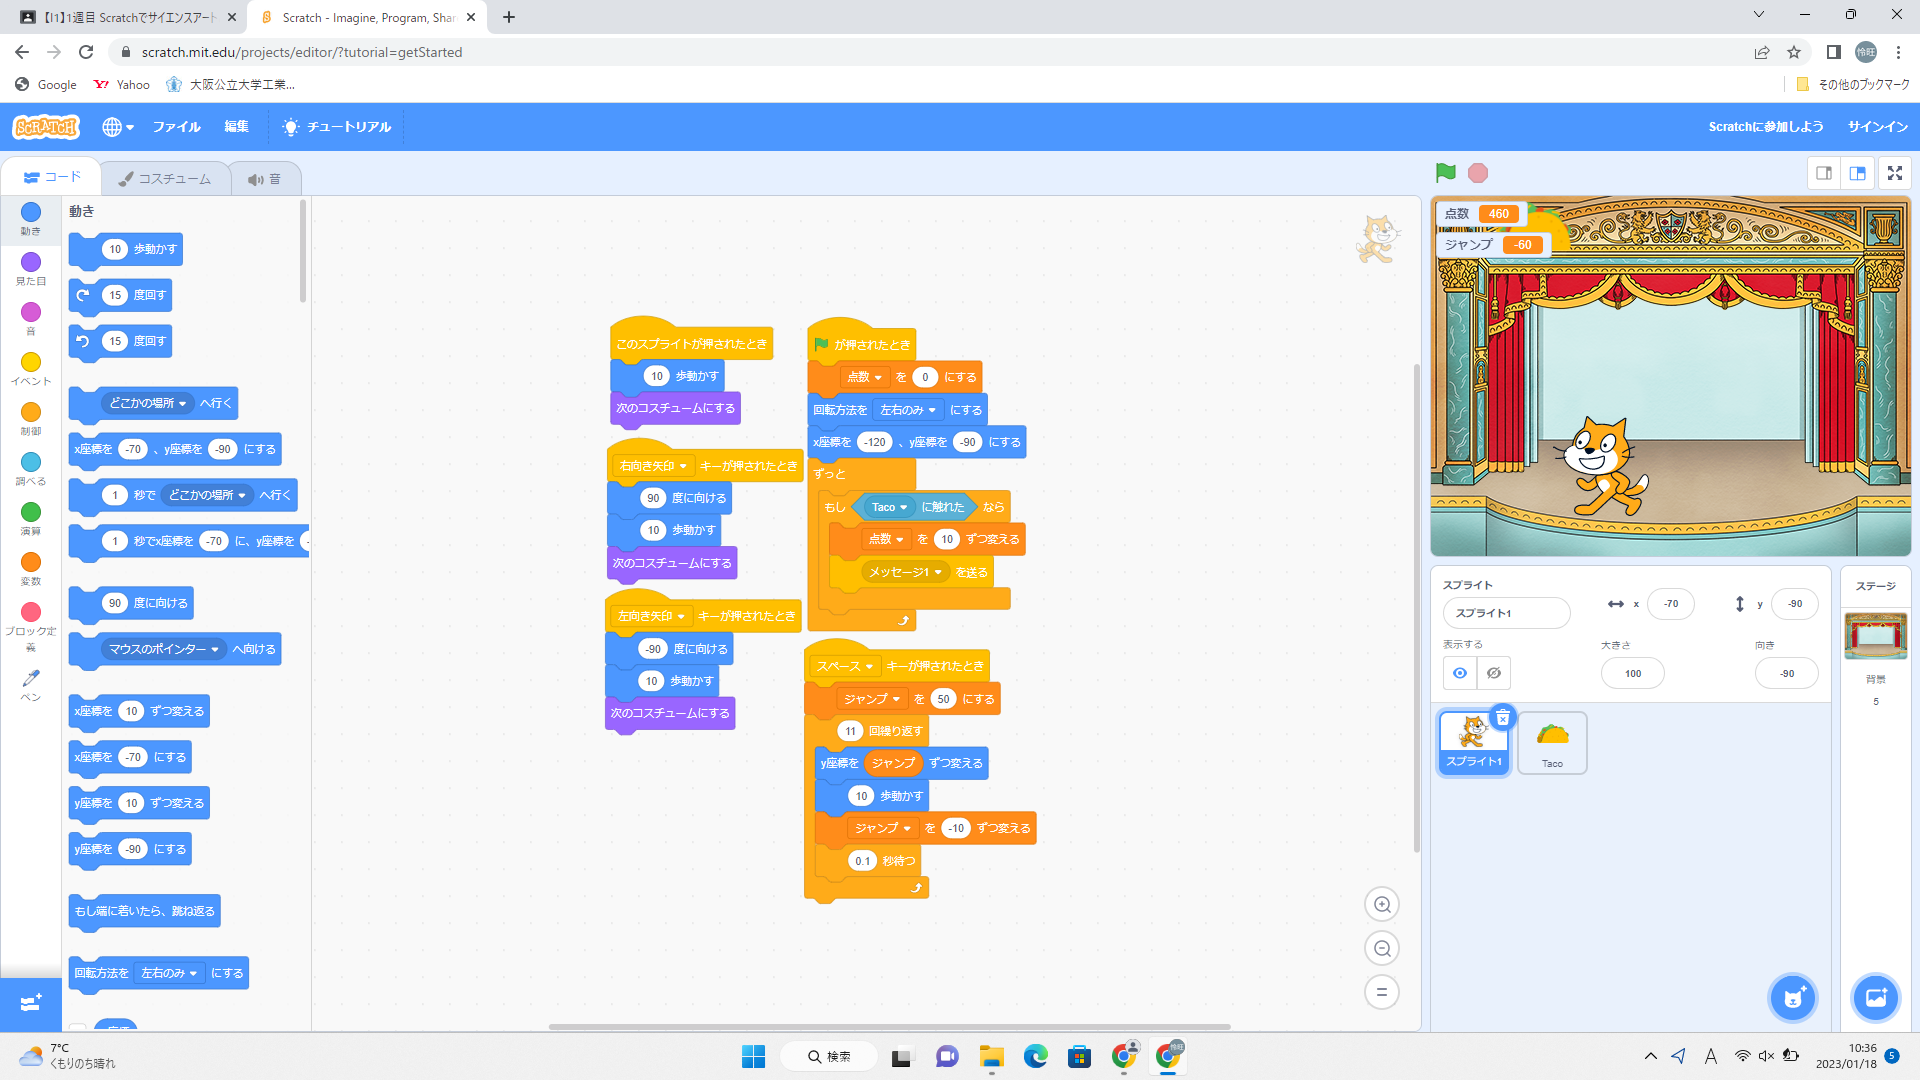 【I1】1週目 Scratchでサイエンスアート
Scratch - Imagine, Program, Shar
scratch.mit.edu/projects/editor/?tutorial=getStarted
怜旺
Google
Yahoo
大阪公立大学工業...
その他のブックマーク
SCRATCH
ファイル
編集
チュートリアル
Scratchに参加しよう
サインイン
コード
コスチューム
音
動き
見た目
音
イベント
制御
調べる
演算
変数
ブロック定
義
ペン
動き
10 歩動かす
15 度回す
15 度回す
どこかの場所 へ行く
x座標を -70 、y座標を -90 にする
1 秒で どこかの場所 へ行く
1 秒でx座標を -70 に、y座標を
90 度に向ける
マウスのポインター へ向ける
x座標を 10 ずつ変える
x座標を -70 にする
y座標を 10 ずつ変える
y座標を -90 にする
もし端に着いたら、跳ね返る
回転方法を 左右のみ にする
このスプライトが押されたとき
10 歩動かす
次のコスチュームにする
右向き矢印 キーが押されたとき
90 度に向ける
10 歩動かす
次のコスチュームにする
左向き矢印 キーが押されたとき
-90 度に向ける
10 歩動かす
次のコスチュームにする
が押されたとき
点数 を 0 にする
回転方法を 左右のみ にする
x座標を -120 、y座標を -90 にする
ずっと
もし Taco に触れた なら
点数 を 10 ずつ変える
メッセージ1 を送る
スペース キーが押されたとき
ジャンプ を 50 にする
11 回繰り返す
y座標を ジャンプ ずつ変える
10 歩動かす
ジャンプ を -10 ずつ変える
0.1 秒待つ
点数 460
ジャンプ -60
スプライト
スプライト1
x -70
y -90
表示する
大きさ
100
向き
-90
スプライト1
Taco
ステージ
背景
5
7°C
くもりのち晴れ
検索
怜旺
A
10:36
2023/01/18
5